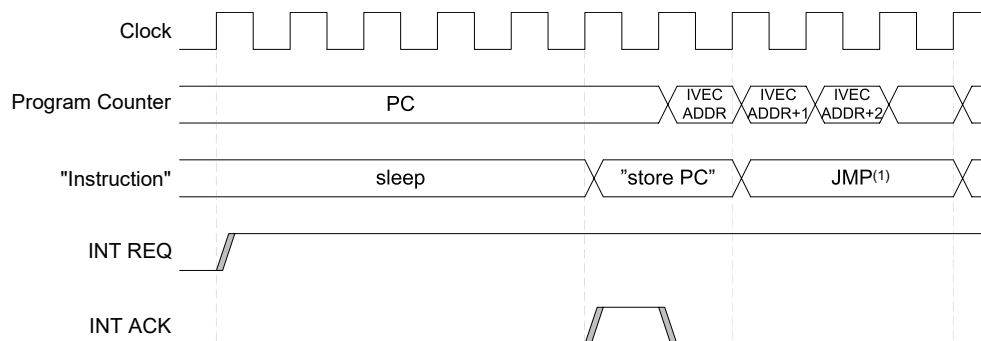 Clock
Program Counter
PC
IVEC
ADDR
IVEC
ADDR+1
IVEC
ADDR+2
"Instruction"
sleep
"store PC"
JMP(1)
INT REQ
INT ACK